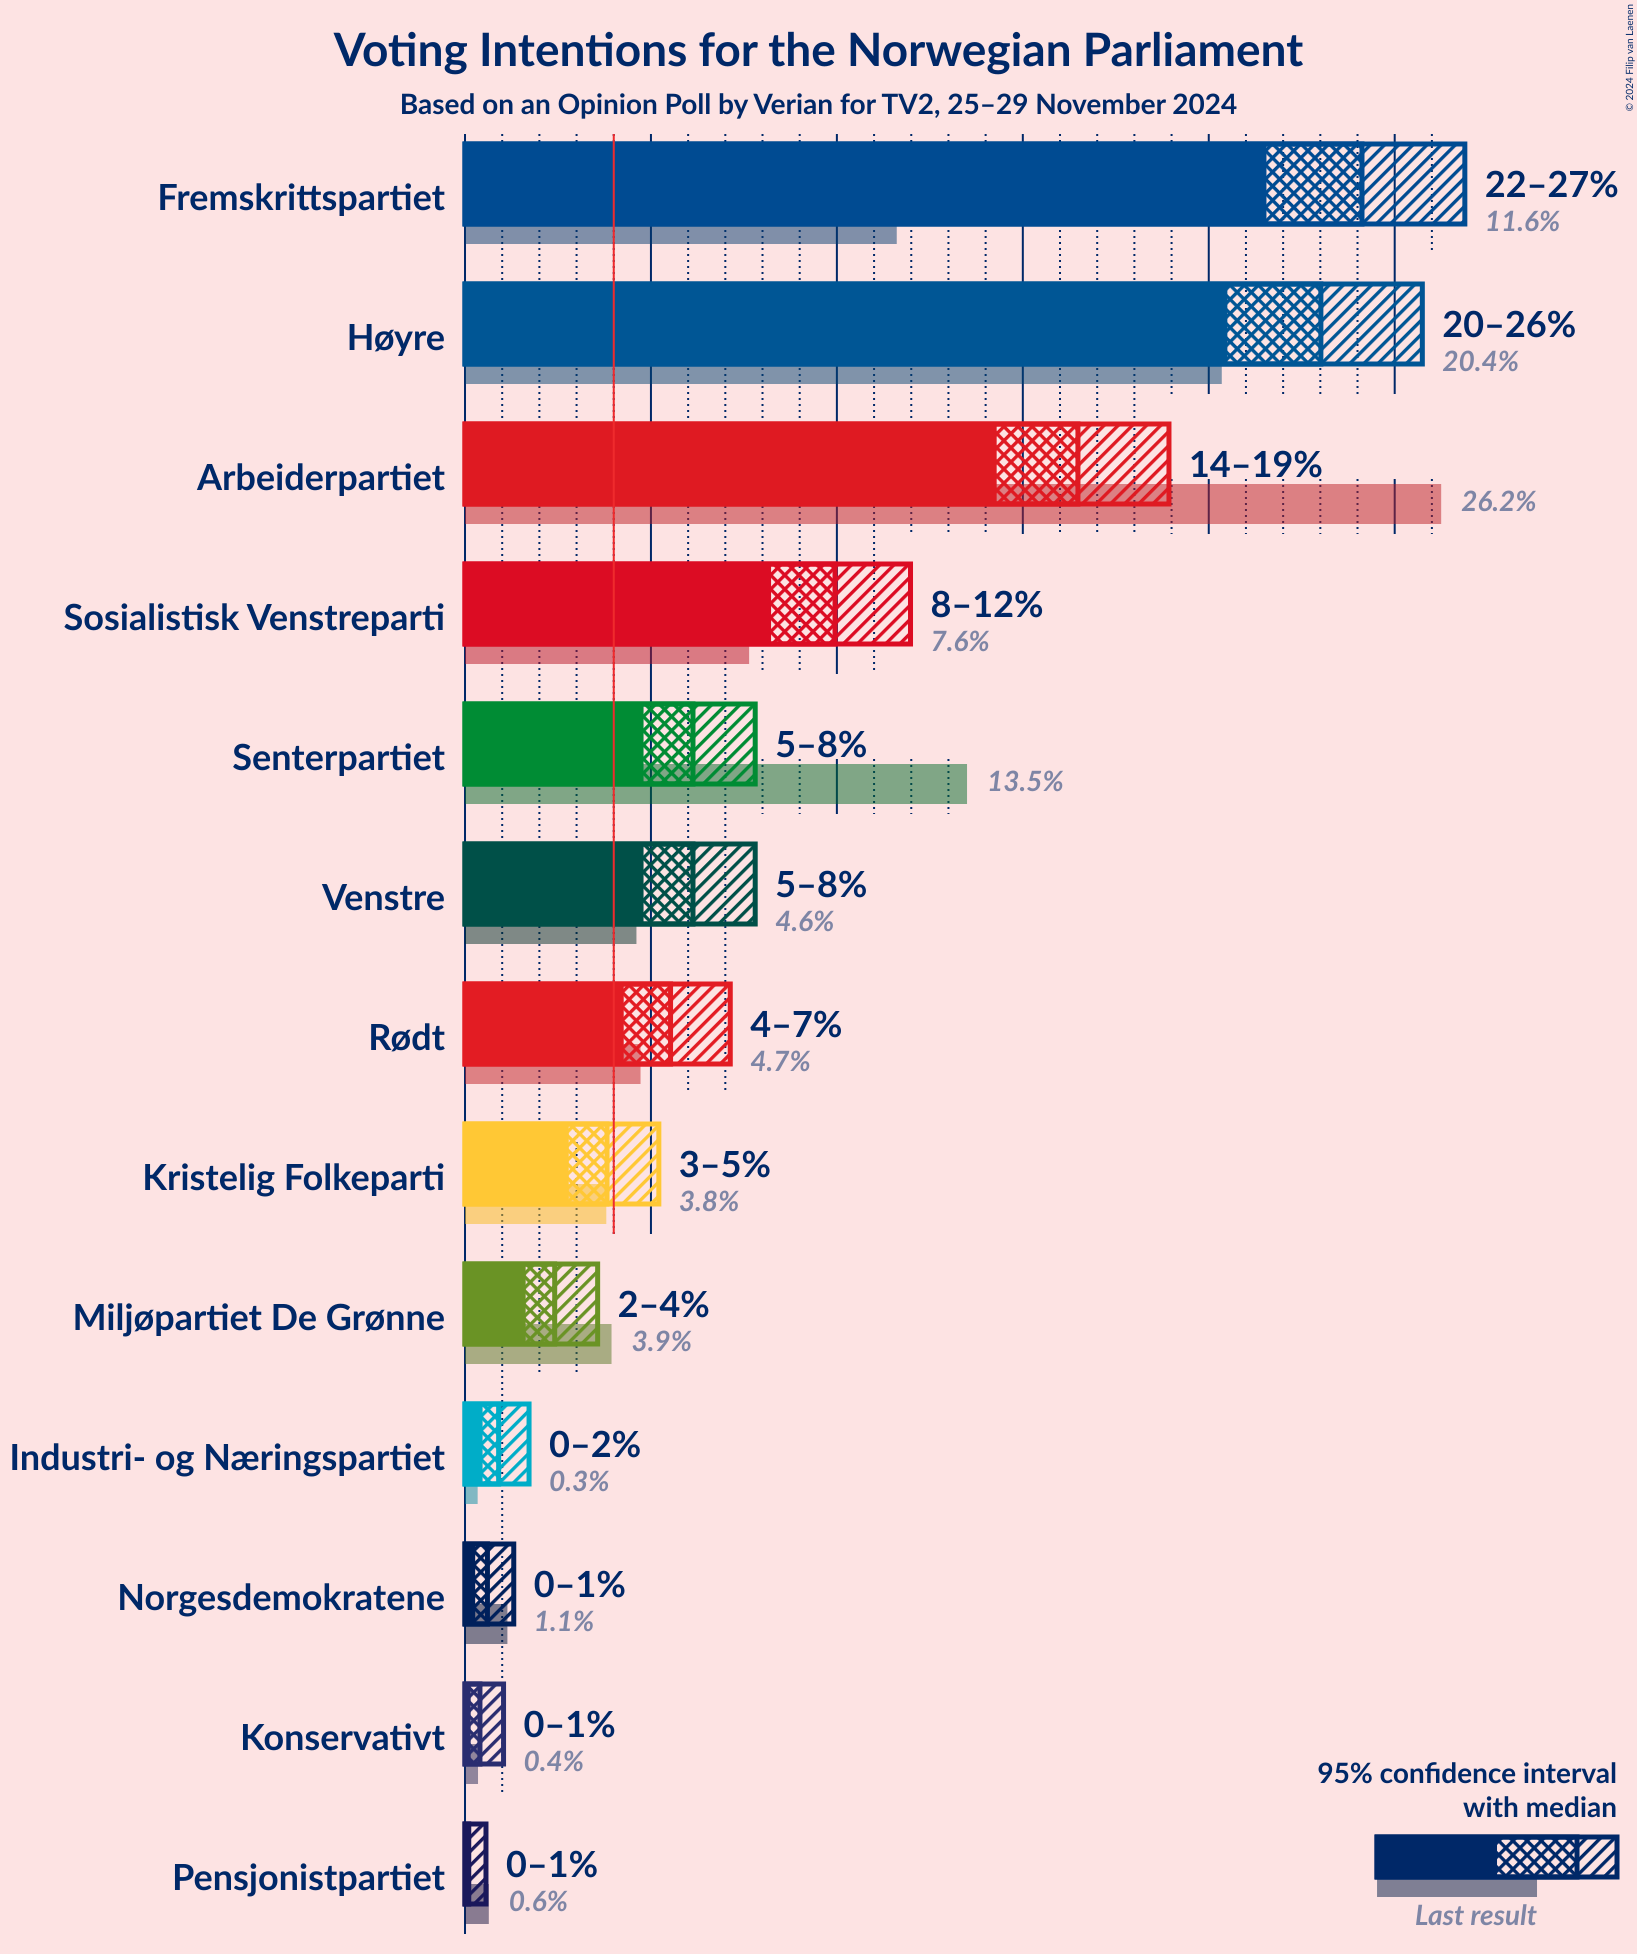 Voting Intentions for the Norwegian Parliament
Based on an Opinion Poll by Verian for TV2, 25–29 November 2024
© 2024 Filip van Laenen
Fremskrittspartiet
22–27%
11.6%
Høyre
20–26%
20.4%
Arbeiderpartiet
14–19%
26.2%
Sosialistisk Venstreparti
8–12%
7.6%
Senterpartiet
5–8%
13.5%
Venstre
5–8%
4.6%
Rødt
4–7%
4.7%
Kristelig Folkeparti
3–5%
3.8%
Miljøpartiet De Grønne
2–4%
3.9%
Industri- og Næringspartiet
0–2%
0.3%
Norgesdemokratene
0–1%
1.1%
Konservativt
0–1%
0.4%
Pensjonistpartiet
0–1%
0.6%
95% confidence interval
with median
Last result